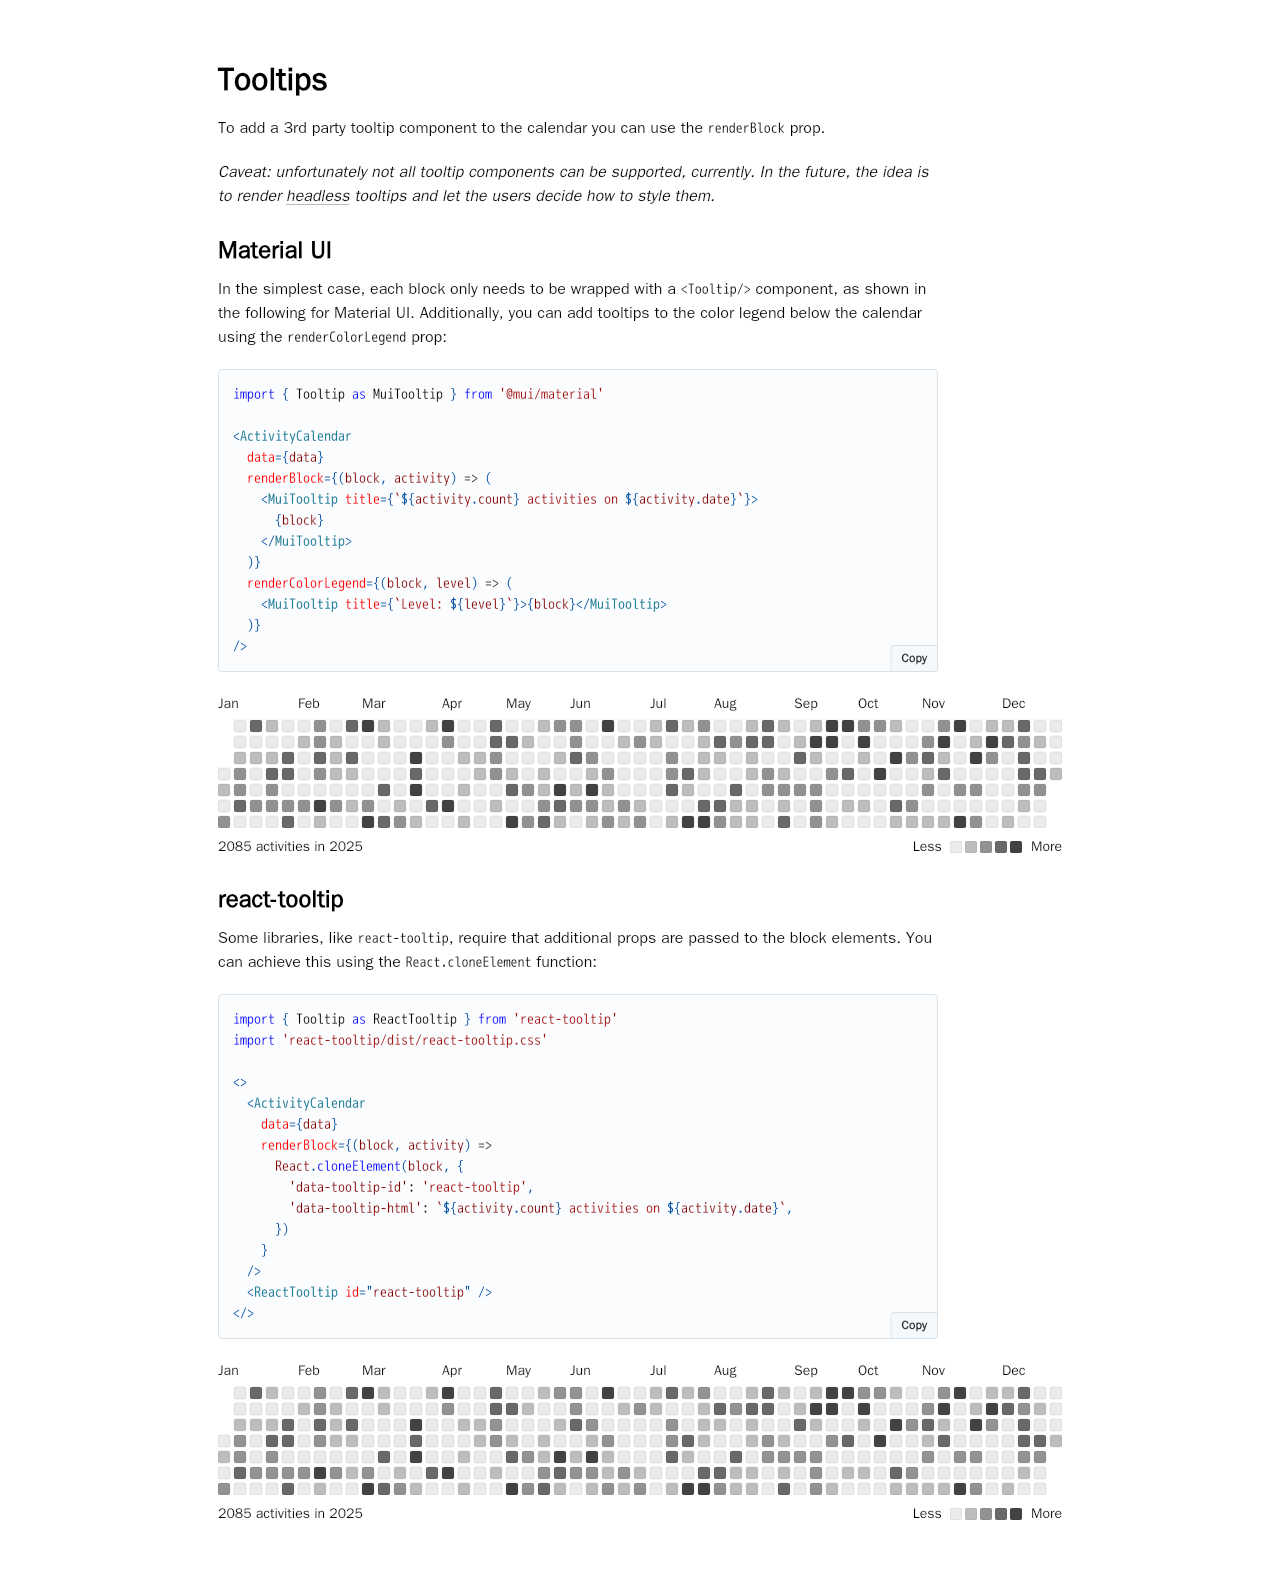 Tooltips
To add a 3rd party tooltip component to the calendar you can use the renderBlock prop.
Caveat: unfortunately not all tooltip components can be supported, currently. In the future, the idea is
to render headless tooltips and let the users decide how to style them.
Material UI
In the simplest case, each block only needs to be wrapped with a <Tooltip/> component, as shown in
the following for Material UI. Additionally, you can add tooltips to the color legend below the calendar
using the renderColorLegend prop:
import { Tooltip as MuiTooltip } from '@mui/material'
<ActivityCalendar
  data={data}
  renderBlock={(block, activity) => (
    <MuiTooltip title={`${activity.count} activities on ${activity.date}`}>
      {block}
    </MuiTooltip>
  )}
  renderColorLegend={(block, level) => (
    <MuiTooltip title={`Level: ${level}`}>{block}</MuiTooltip>
  )}
/>
Copy
Jan Feb Mar Apr May Jun Jul Aug Sep Oct Nov Dec
2085 activities in 2025 Less More
react-tooltip
Some libraries, like react-tooltip, require that additional props are passed to the block elements. You
can achieve this using the React.cloneElement function:
import { Tooltip as ReactTooltip } from 'react-tooltip'
import 'react-tooltip/dist/react-tooltip.css'
<>
  <ActivityCalendar
    data={data}
    renderBlock={(block, activity) =>
      React.cloneElement(block, {
        'data-tooltip-id': 'react-tooltip',
        'data-tooltip-html': `${activity.count} activities on ${activity.date}`,
      })
    }
  />
  <ReactTooltip id="react-tooltip" />
</>
Copy
Jan Feb Mar Apr May Jun Jul Aug Sep Oct Nov Dec
2085 activities in 2025 Less More